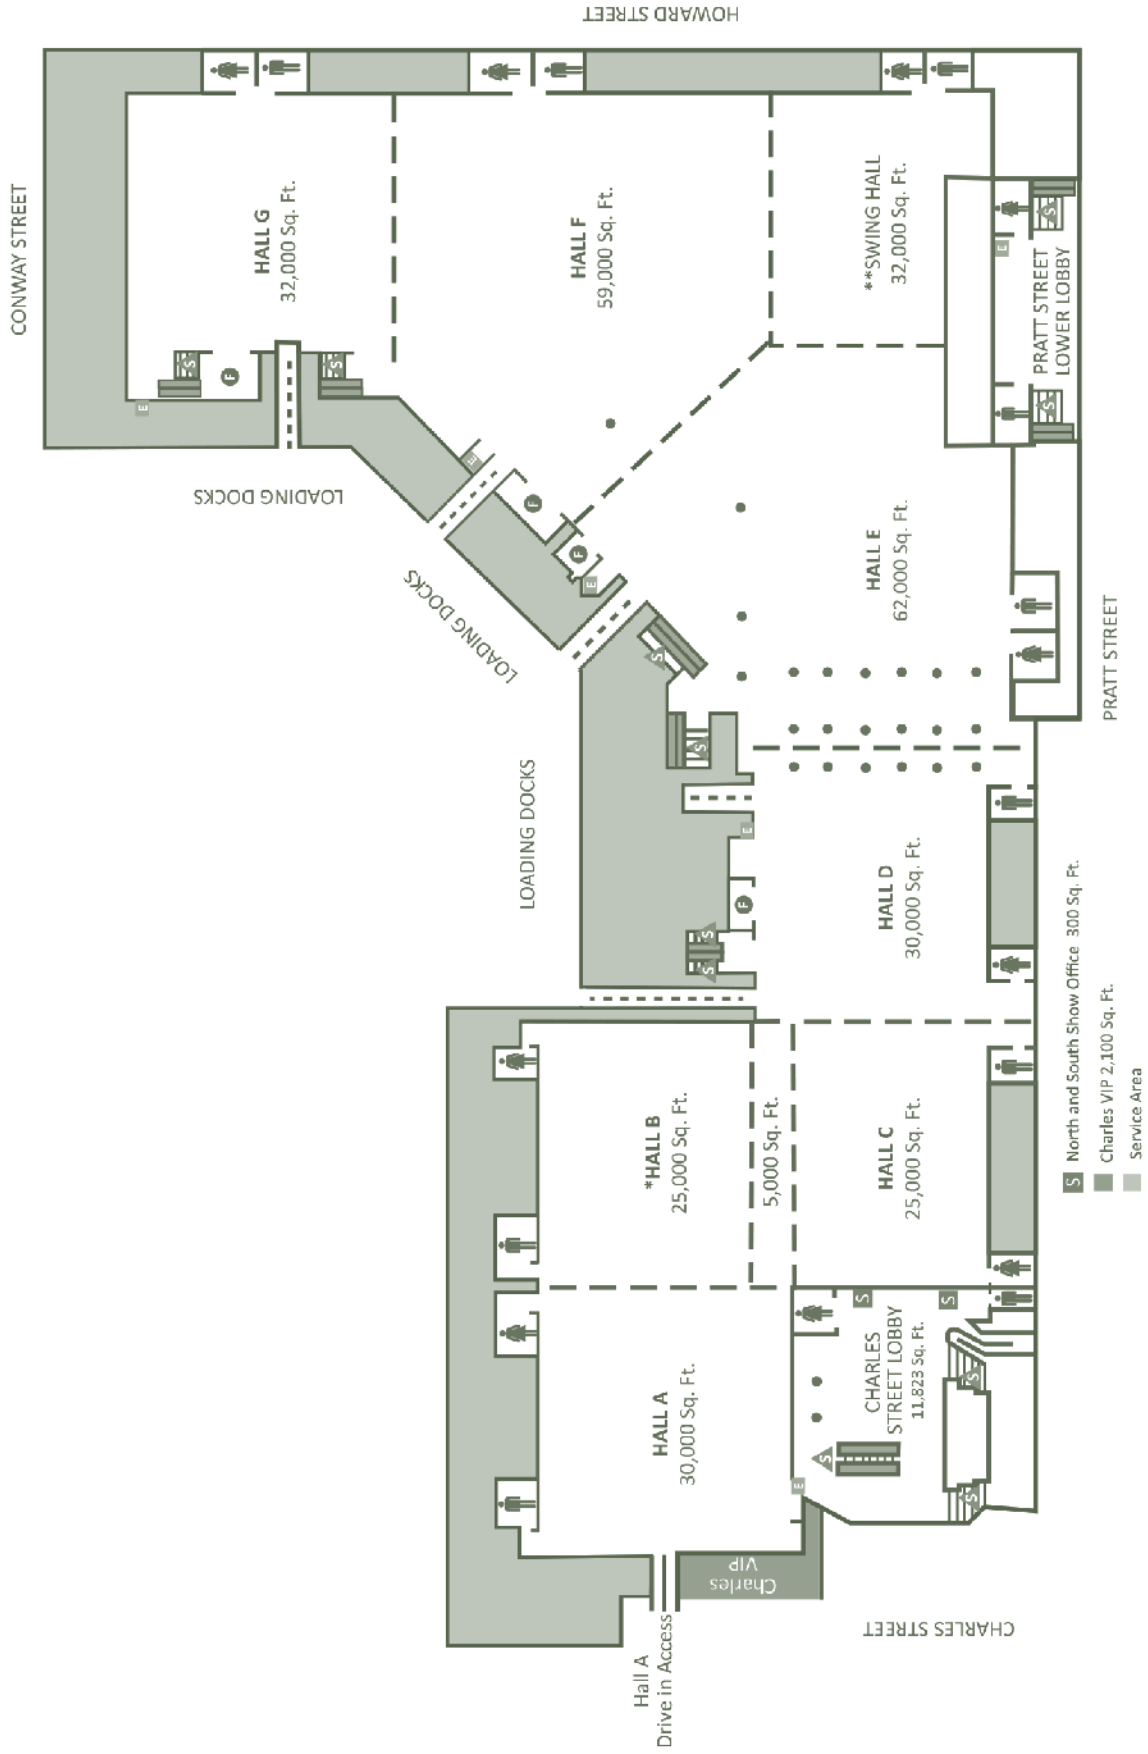 HOWARD STREET
CONWAY STREET
HALL G
32,000 Sq. Ft.
HALL F
59,000 Sq. Ft.
**SWING HALL
32,000 Sq. Ft.
S
S
F
E
S
E
S
PRATT STREET
LOWER LOBBY
LOADING DOCKS
E
F
F
E
LOADING DOCKS
HALL E
62,000 Sq. Ft.
S
S
PRATT STREET
LOADING DOCKS
E
F
S
S
HALL D
30,000 Sq. Ft.
*HALL B
25,000 Sq. Ft.
5,000 Sq. Ft.
HALL C
25,000 Sq. Ft.
HALL A
30,000 Sq. Ft.
S
S
CHARLES
STREET LOBBY
11,823 Sq. Ft.
S
S
S
E
Charles
VIP
Hall A
Drive in Access
CHARLES STREET
S North and South Show Office 300 Sq. Ft.
Charles VIP 2,100 Sq. Ft.
Service Area